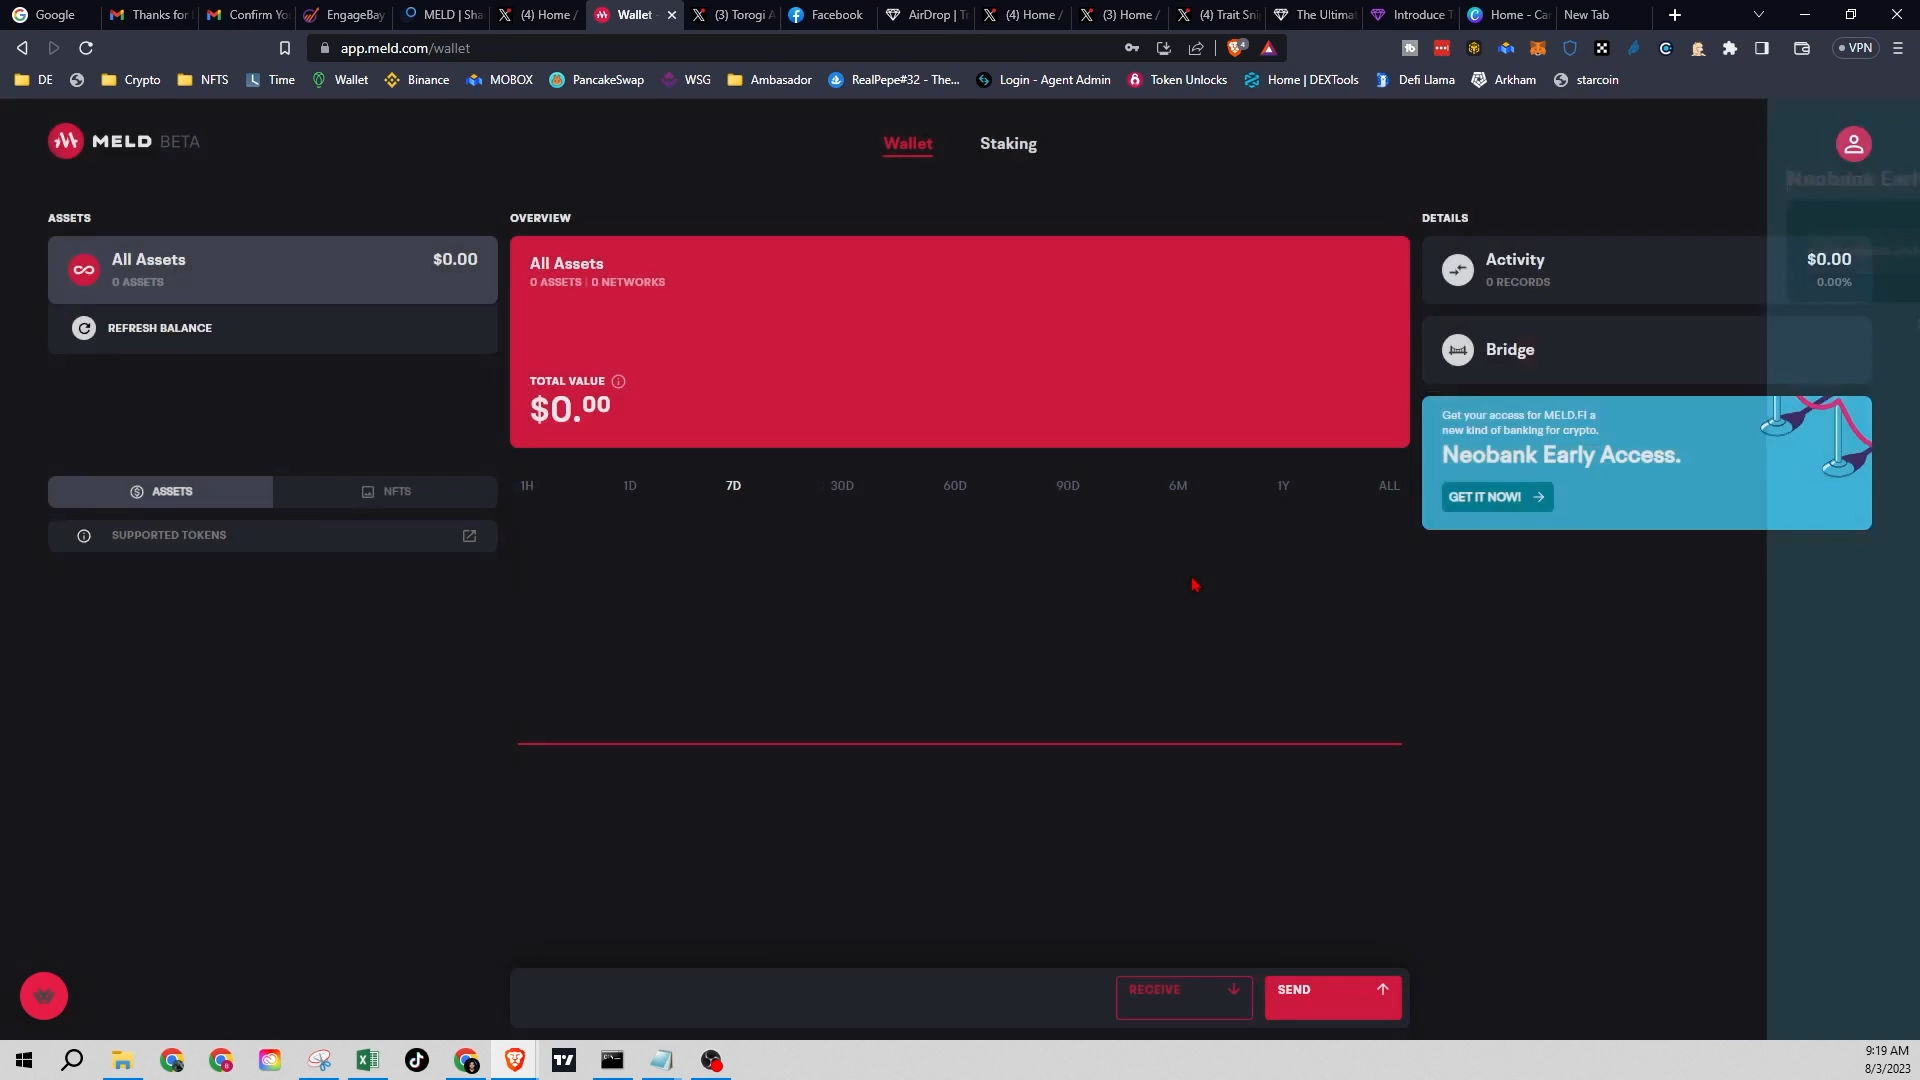 Google
Thanks for
Confirm Yo
EngageBay
MELD | Sha
(4) Home /
Wallet
(3) Torogi A
Facebook
AirDrop | T
(4) Home /
(3) Home /
(4) Trait Sni
The Ultima
Introduce T
Home - Can
New Tab
app.meld.com/wallet
VPN
DE
Crypto
NFTS
Time
Wallet
Binance
MOBOX
PancakeSwap
WSG
Ambasador
RealPepe#32 - The...
Login - Agent Admin
Token Unlocks
Home | DEXTools
Defi Llama
Arkham
starcoin
MELD BETA
Wallet
Staking
ASSETS
All Assets
$0.00
0 ASSETS
REFRESH BALANCE
ASSETS
NFTS
SUPPORTED TOKENS
OVERVIEW
All Assets
0 ASSETS | 0 NETWORKS
TOTAL VALUE
$0.00
1H
1D
7D
30D
60D
90D
6M
1Y
ALL
RECEIVE
SEND
DETAILS
Neobank Earl
Activity
$0.00
0 RECORDS
0.00%
Bridge
Get your access for MELD.FI a
new kind of banking for crypto.
Neobank Early Access.
GET IT NOW!
9:19 AM
8/3/2023